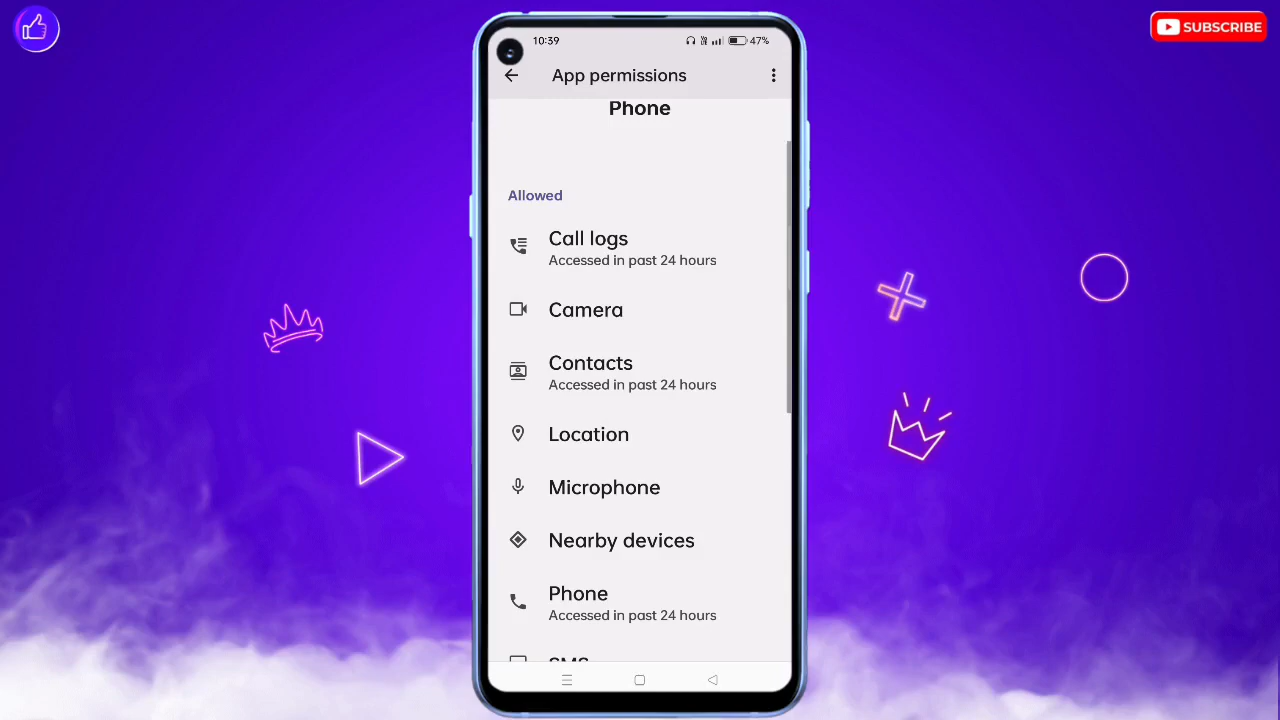 SUBSCRIBE
10:39
47%
App permissions
Phone
Allowed
Call logs
Accessed in past 24 hours
Camera
Contacts
Accessed in past 24 hours
Location
Microphone
Nearby devices
Phone
Accessed in past 24 hours
SMS